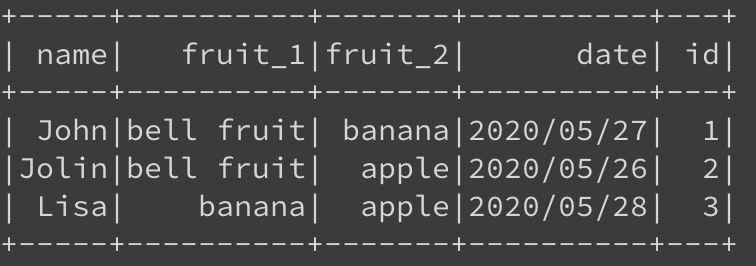 +-----+----------+-------+----------+---+
| name|   fruit_1|fruit_2|      date| id|
+-----+----------+-------+----------+---+
| John|bell fruit| banana|2020/05/27|  1|
|Jolin|bell fruit|  apple|2020/05/26|  2|
| Lisa|    banana|  apple|2020/05/28|  3|
+-----+----------+-------+----------+---+